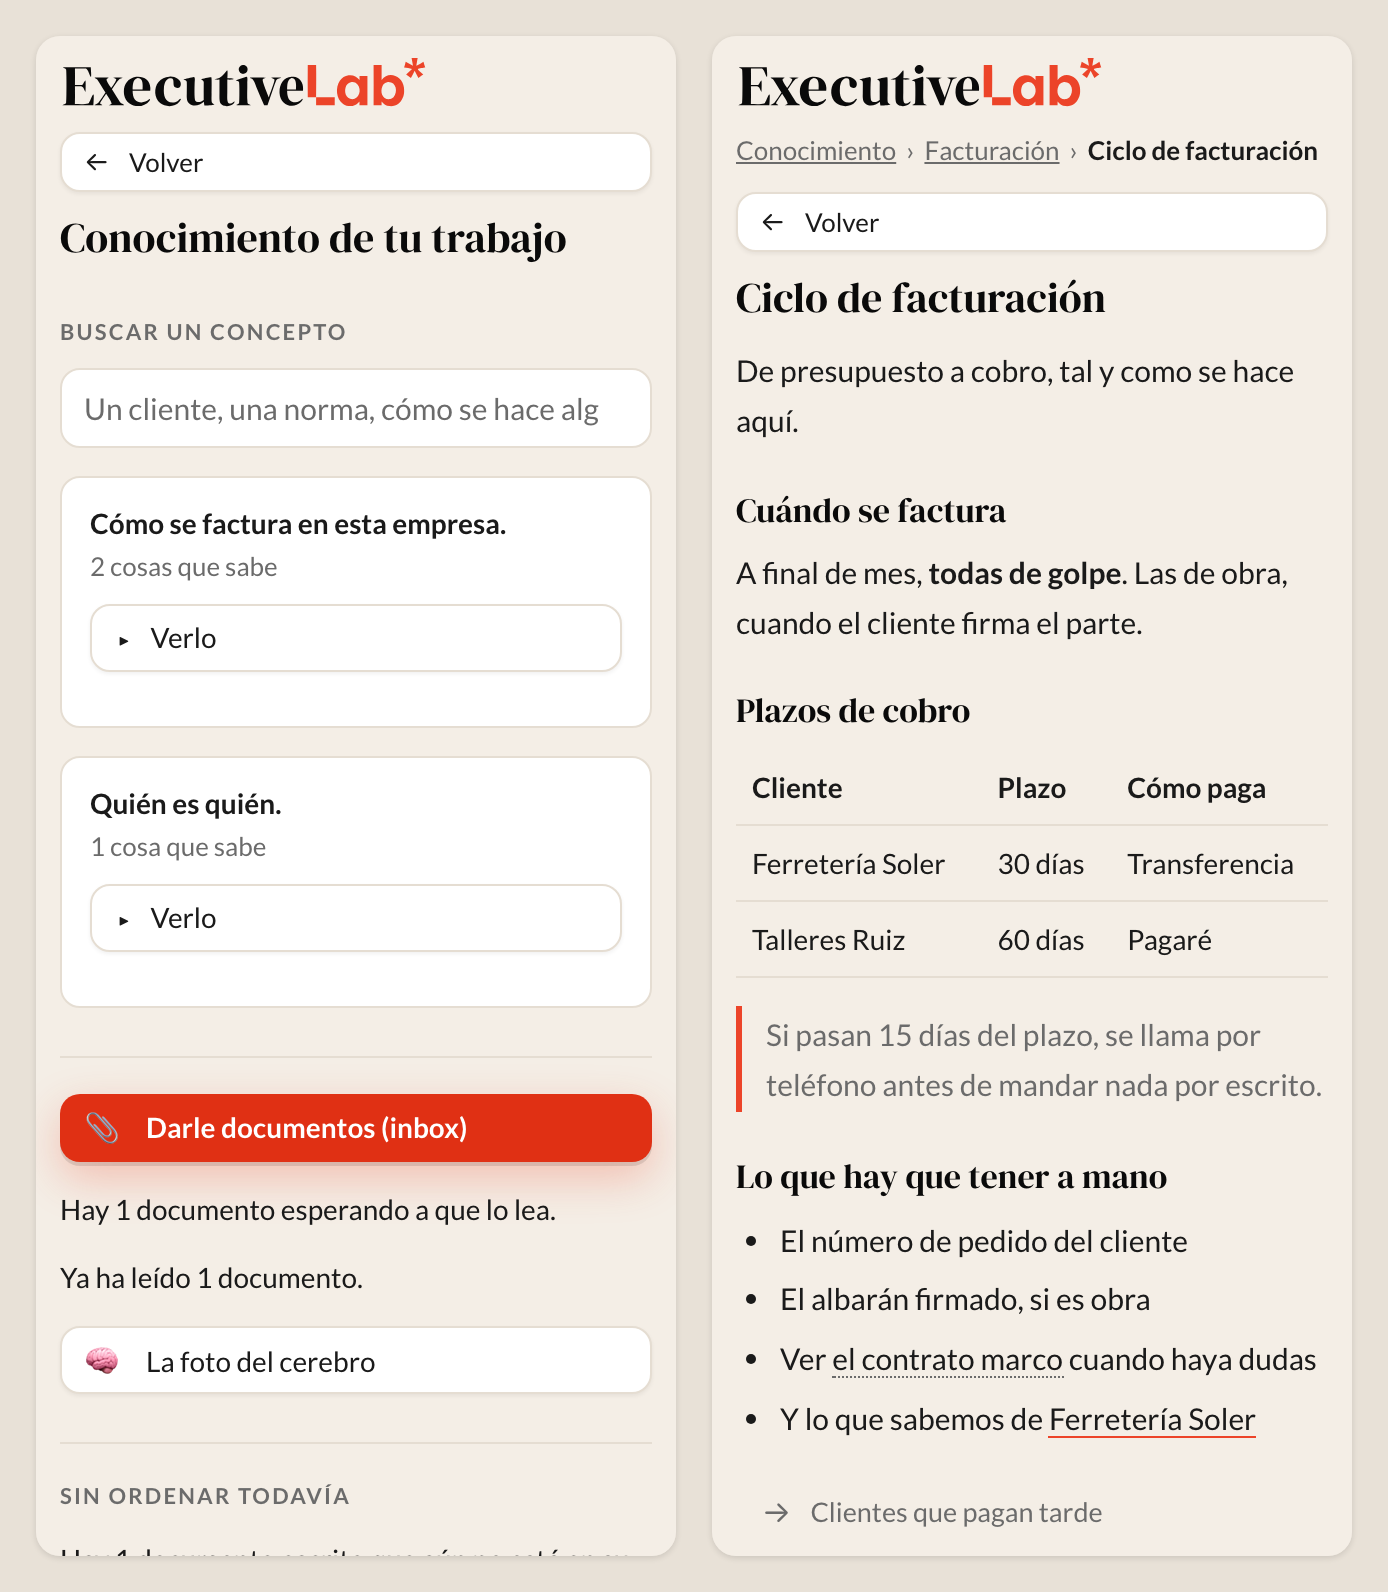 ExecutiveLab*
← Volver
Conocimiento de tu trabajo
BUSCAR UN CONCEPTO
Un cliente, una norma, cómo se hace alg
Cómo se factura en esta empresa.
2 cosas que sabe
▸ Verlo
Quién es quién.
1 cosa que sabe
▸ Verlo
Darle documentos (inbox)
Hay 1 documento esperando a que lo lea.
Ya ha leído 1 documento.
La foto del cerebro
SIN ORDENAR TODAVÍA
ExecutiveLab*
Conocimiento › Facturación › Ciclo de facturación
← Volver
Ciclo de facturación
De presupuesto a cobro, tal y como se hace
aquí.
Cuándo se factura
A final de mes, todas de golpe. Las de obra,
cuando el cliente firma el parte.
Plazos de cobro
Cliente Plazo Cómo paga
Ferretería Soler 30 días Transferencia
Talleres Ruiz 60 días Pagaré
Si pasan 15 días del plazo, se llama por
teléfono antes de mandar nada por escrito.
Lo que hay que tener a mano
• El número de pedido del cliente
• El albarán firmado, si es obra
• Ver el contrato marco cuando haya dudas
• Y lo que sabemos de Ferretería Soler
→ Clientes que pagan tarde